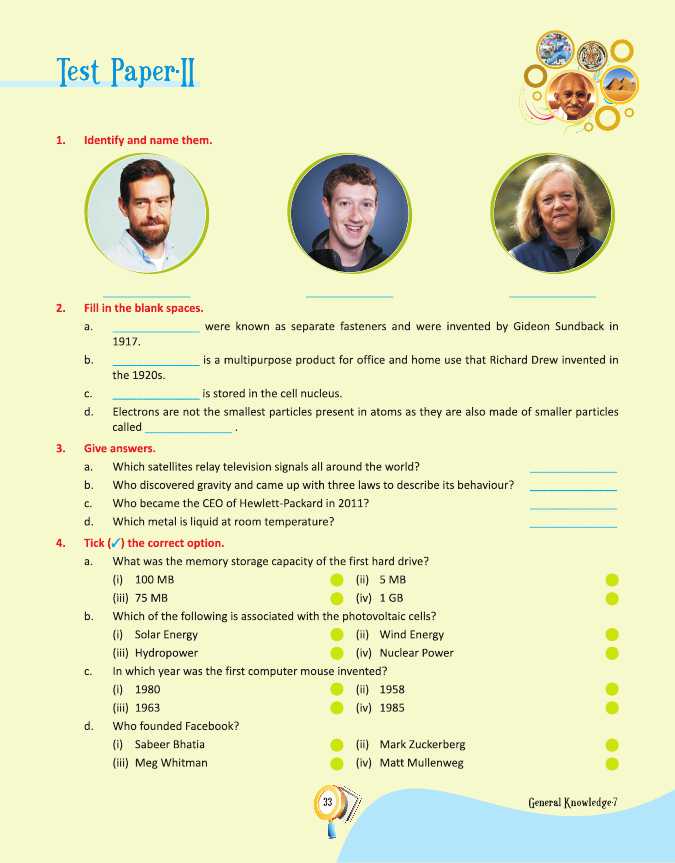 Test Paper-II
1. Identify and name them.
2. Fill in the blank spaces.
a. ______________ were known as separate fasteners and were invented by Gideon Sundback in
1917.
b. ______________ is a multipurpose product for office and home use that Richard Drew invented in
the 1920s.
c. ______________ is stored in the cell nucleus.
d. Electrons are not the smallest particles present in atoms as they are also made of smaller particles
called ______________ .
3. Give answers.
a. Which satellites relay television signals all around the world? ______________
b. Who discovered gravity and came up with three laws to describe its behaviour? ______________
c. Who became the CEO of Hewlett-Packard in 2011? ______________
d. Which metal is liquid at room temperature? ______________
4. Tick (✓) the correct option.
a. What was the memory storage capacity of the first hard drive?
(i) 100 MB (ii) 5 MB
(iii) 75 MB (iv) 1 GB
b. Which of the following is associated with the photovoltaic cells?
(i) Solar Energy (ii) Wind Energy
(iii) Hydropower (iv) Nuclear Power
c. In which year was the first computer mouse invented?
(i) 1980 (ii) 1958
(iii) 1963 (iv) 1985
d. Who founded Facebook?
(i) Sabeer Bhatia (ii) Mark Zuckerberg
(iii) Meg Whitman (iv) Matt Mullenweg
33 General Knowledge-7